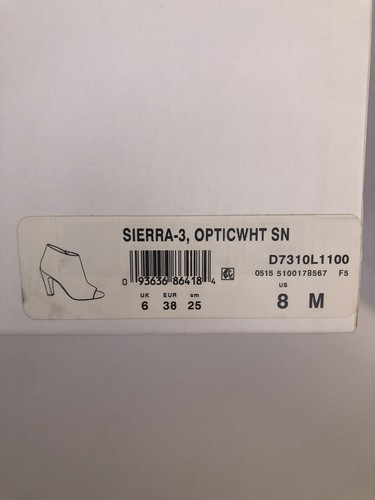 SIERRA-3, OPTICWHT SN
D7310L1100
0 93636 86418 4
0515 5100178567 F5
UK EUR cm US
6 38 25 8 M